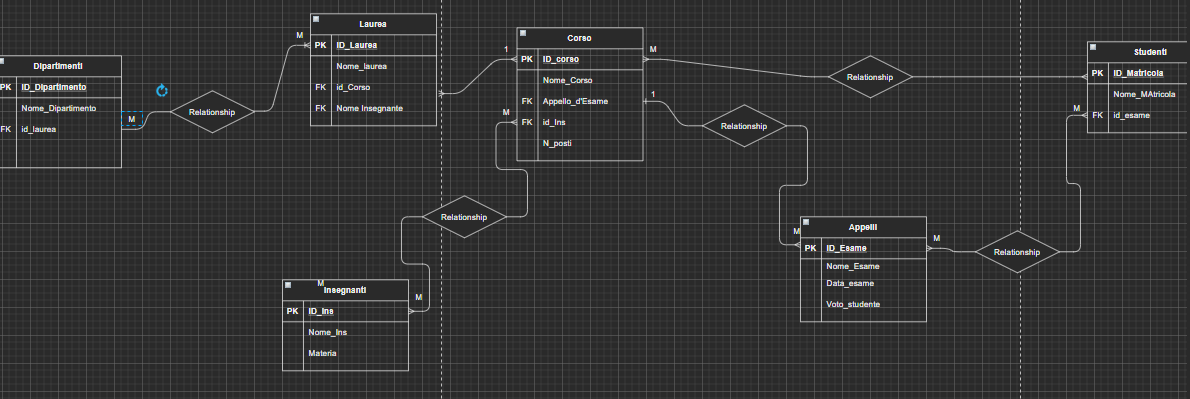 Dipartimenti
PK ID_Dipartimento
Nome_Dipartimento
FK id_laurea
M
Relationship
M
Laurea
PK ID_Laurea
Nome_laurea
FK id_Corso
FK Nome Insegnante
1
Corso
PK ID_corso
Nome_Corso
FK Appello_d'Esame
FK id_Ins
N_posti
M
M
1
Relationship
Relationship
Studenti
PK ID_Matricola
Nome_MAtricola
FK id_esame
M
Relationship
M
Insegnanti
PK ID_Ins
Nome_Ins
Materia
M
M
Appelli
PK ID_Esame
Nome_Esame
Data_esame
Voto_studente
M
Relationship